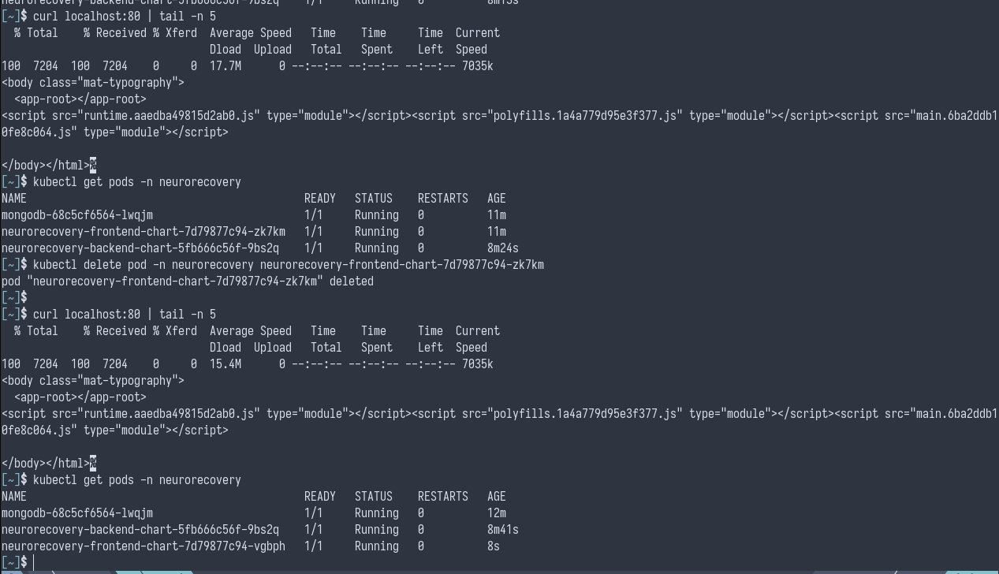 neurorecovery-backend-chart-5fb666c56f-9bs2q   1/1     Running   0          8m13s
[~]$ curl localhost:80 | tail -n 5
  % Total    % Received % Xferd  Average Speed   Time    Time     Time  Current
                                 Dload  Upload   Total   Spent    Left  Speed
100  7204  100  7204    0     0  17.7M      0 --:--:-- --:--:-- --:--:-- 7035k
<body class="mat-typography">
  <app-root></app-root>
<script src="runtime.aaedba49815d2ab0.js" type="module"></script><script src="polyfills.1a4a779d95e3f377.js" type="module"></script><script src="main.6ba2ddb1
0fe8c064.js" type="module"></script>

</body></html>%
[~]$ kubectl get pods -n neurorecovery
NAME                                            READY   STATUS    RESTARTS   AGE
mongodb-68c5cf6564-lwqjm                        1/1     Running   0          11m
neurorecovery-frontend-chart-7d79877c94-zk7km   1/1     Running   0          11m
neurorecovery-backend-chart-5fb666c56f-9bs2q    1/1     Running   0          8m24s
[~]$ kubectl delete pod -n neurorecovery neurorecovery-frontend-chart-7d79877c94-zk7km
pod "neurorecovery-frontend-chart-7d79877c94-zk7km" deleted
[~]$
[~]$ curl localhost:80 | tail -n 5
  % Total    % Received % Xferd  Average Speed   Time    Time     Time  Current
                                 Dload  Upload   Total   Spent    Left  Speed
100  7204  100  7204    0     0  15.4M      0 --:--:-- --:--:-- --:--:-- 7035k
<body class="mat-typography">
  <app-root></app-root>
<script src="runtime.aaedba49815d2ab0.js" type="module"></script><script src="polyfills.1a4a779d95e3f377.js" type="module"></script><script src="main.6ba2ddb1
0fe8c064.js" type="module"></script>

</body></html>%
[~]$ kubectl get pods -n neurorecovery
NAME                                            READY   STATUS    RESTARTS   AGE
mongodb-68c5cf6564-lwqjm                        1/1     Running   0          12m
neurorecovery-backend-chart-5fb666c56f-9bs2q    1/1     Running   0          8m41s
neurorecovery-frontend-chart-7d79877c94-vgbph   1/1     Running   0          8s
[~]$